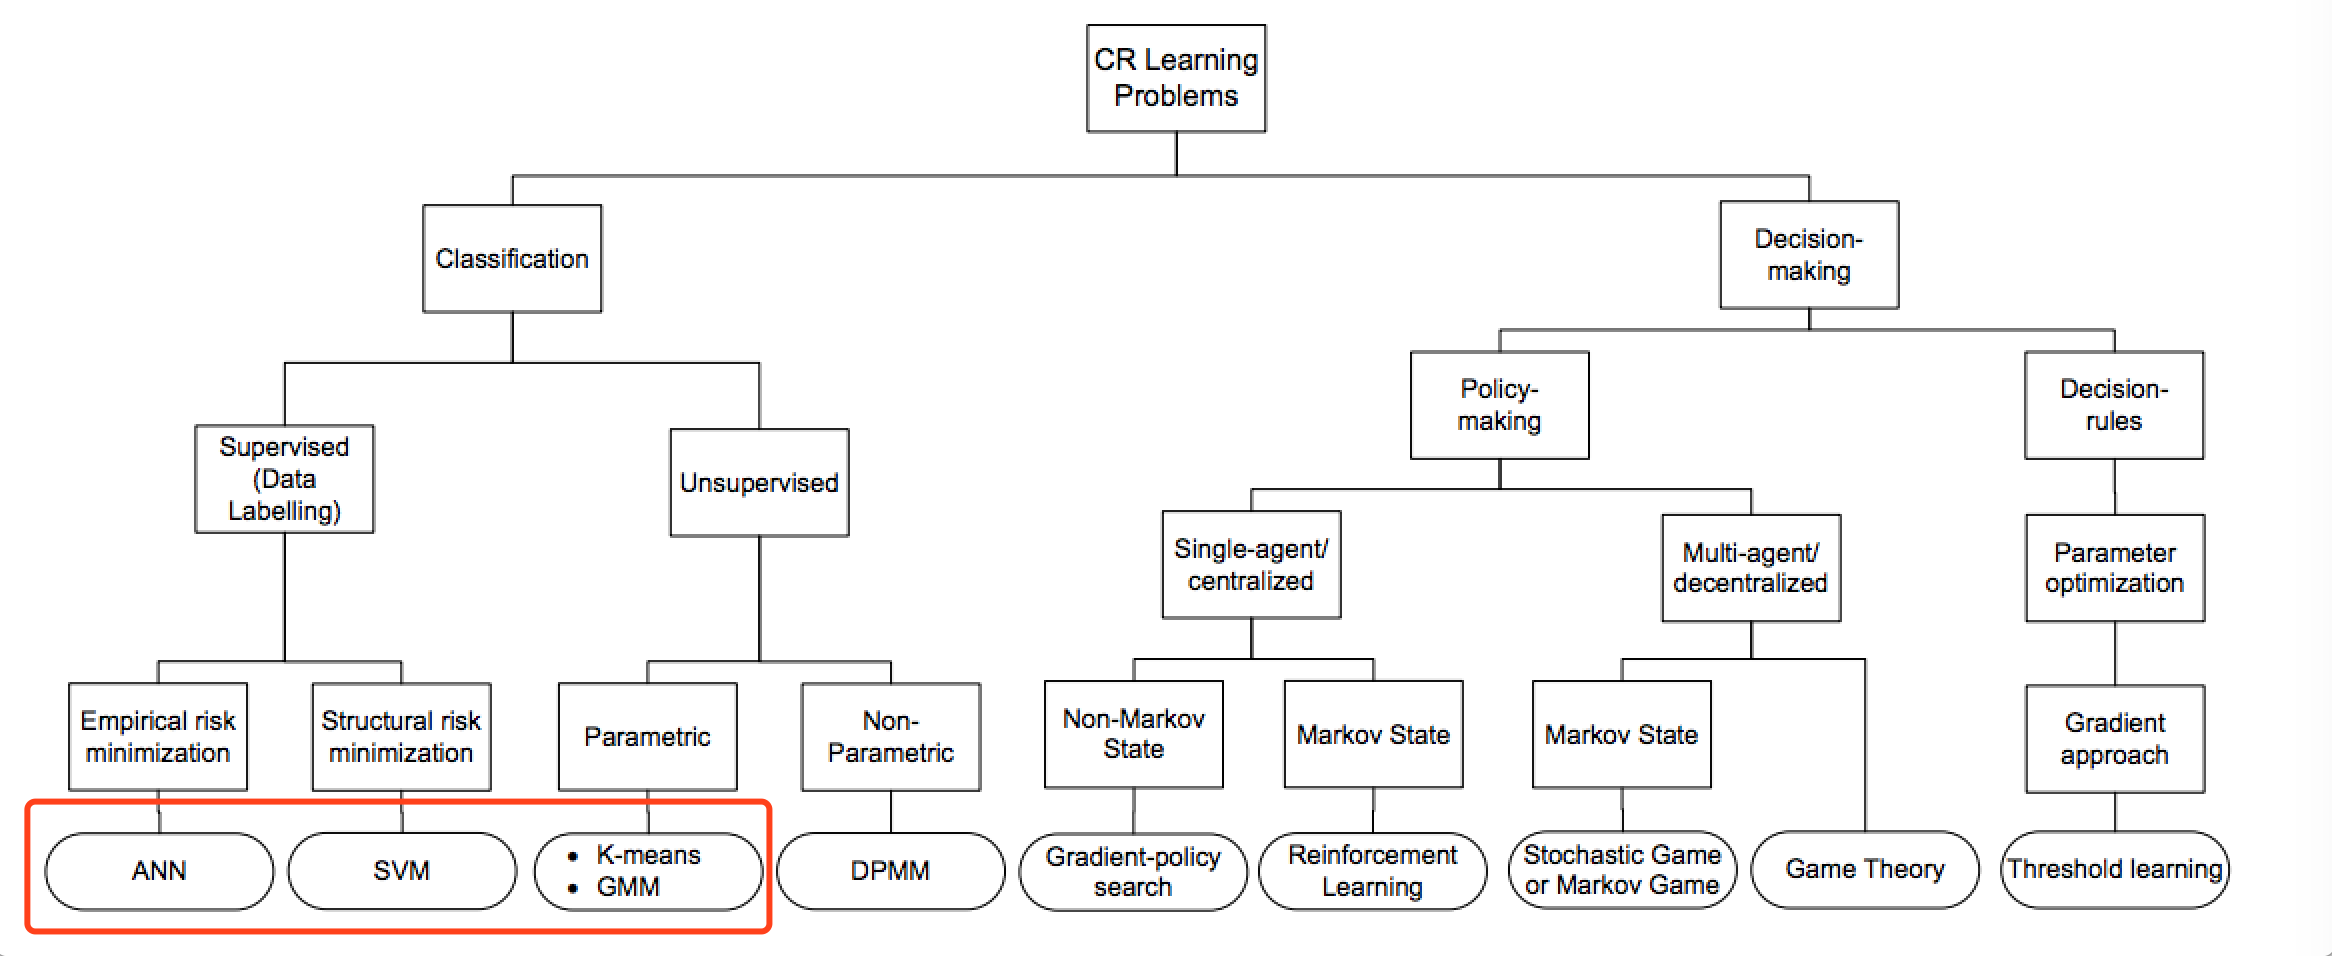 CR Learning
Problems
Classification
Decision-
making
Policy-
making
Decision-
rules
Supervised
(Data
Labelling)
Unsupervised
Single-agent/
centralized
Multi-agent/
decentralized
Parameter
optimization
Empirical risk
minimization
Structural risk
minimization
Parametric
Non-
Parametric
Non-Markov
State
Markov State
Markov State
Gradient
approach
ANN
SVM
• K-means
• GMM
DPMM
Gradient-policy
search
Reinforcement
Learning
Stochastic Game
or Markov Game
Game Theory
Threshold learning